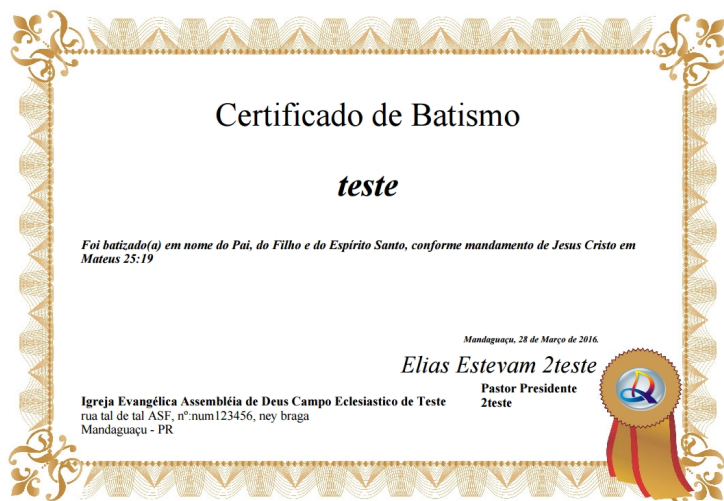 Certificado de Batismo
teste
Foi batizado(a) em nome do Pai, do Filho e do Espírito Santo, conforme mandamento de Jesus Cristo em
Mateus 25:19
Mandaguaçu, 28 de Março de 2016.
Elias Estevam 2teste
Pastor Presidente
2teste
Igreja Evangélica Assembléia de Deus Campo Eclesiastico de Teste
rua tal de tal ASF, nº:num123456, ney braga
Mandaguaçu - PR